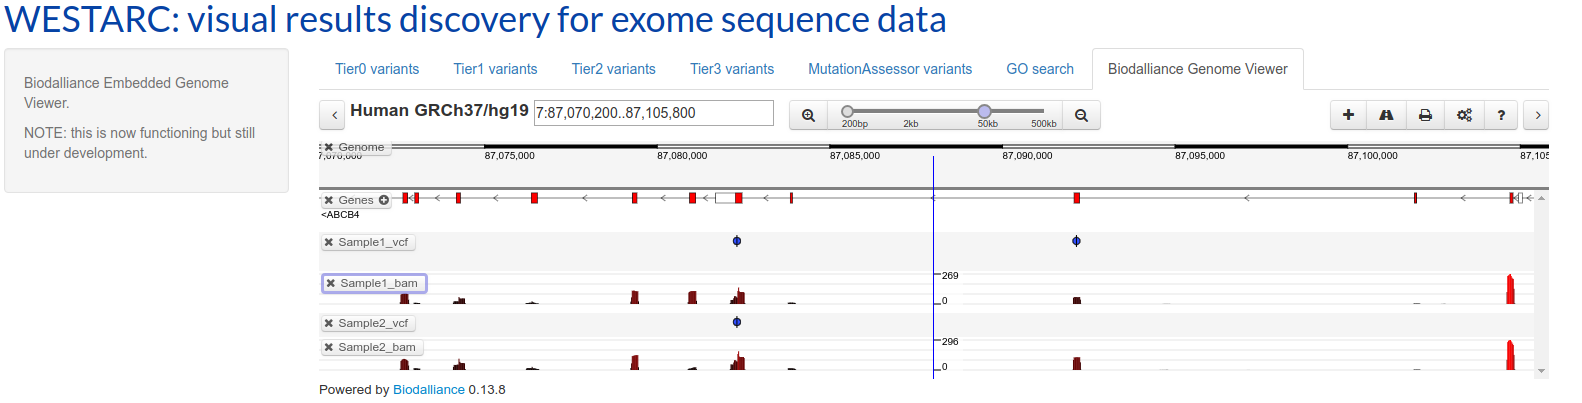 WESTARC: visual results discovery for exome sequence data
Biodalliance Embedded Genome
Viewer.
NOTE: this is now functioning but still
under development.
Tier0 variants Tier1 variants Tier2 variants Tier3 variants MutationAssessor variants GO search Biodalliance Genome Viewer
Human GRCh37/hg19 7:87,070,200..87,105,800
200bp 2kb 50kb 500kb
?
Genome
87,075,000 87,080,000 87,085,000 87,090,000 87,095,000 87,100,000 87,105
Genes
<ABCB4
Sample1_vcf
Sample1_bam
269
0
Sample2_vcf
Sample2_bam
296
0
Powered by Biodalliance 0.13.8